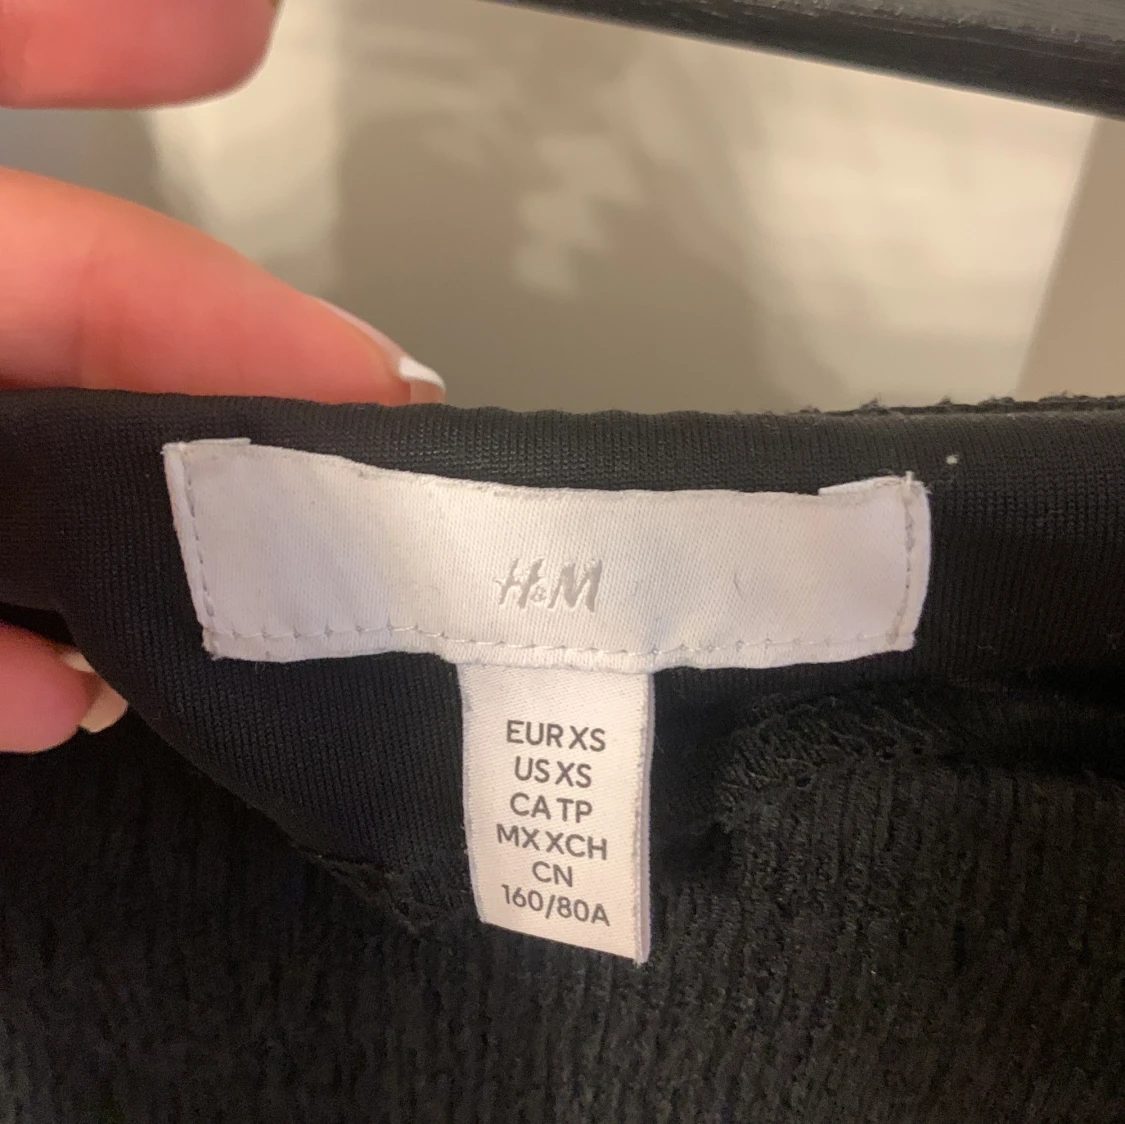 H&M
EUR XS
US XS
CA TP
MX XCH
CN
160/80A